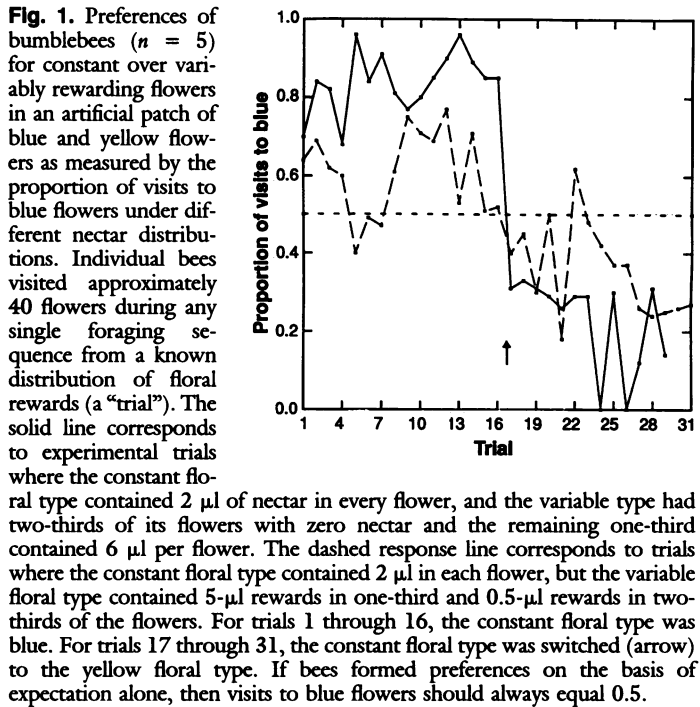 Fig. 1. Preferences of
bumblebees (n = 5)
for constant over vari-
ably rewarding flowers
in an artificial patch of
blue and yellow flow-
ers as measured by the
proportion of visits to
blue flowers under dif-
ferent nectar distribu-
tions. Individual bees
visited approximately
40 flowers during any
single foraging se-
quence from a known
distribution of floral
rewards (a “trial”). The
solid line corresponds
to experimental trials
where the constant flo-
ral type contained 2 μl of nectar in every flower, and the variable type had
two-thirds of its flowers with zero nectar and the remaining one-third
contained 6 μl per flower. The dashed response line corresponds to trials
where the constant floral type contained 2 μl in each flower, but the variable
floral type contained 5-μl rewards in one-third and 0.5-μl rewards in two-
thirds of the flowers. For trials 1 through 16, the constant floral type was
blue. For trials 17 through 31, the constant floral type was switched (arrow)
to the yellow floral type. If bees formed preferences on the basis of
expectation alone, then visits to blue flowers should always equal 0.5.
Proportion of visits to blue
1.0
0.8
0.6
0.4
0.2
0.0
1 4 7 10 13 16 19 22 25 28 31
Trial